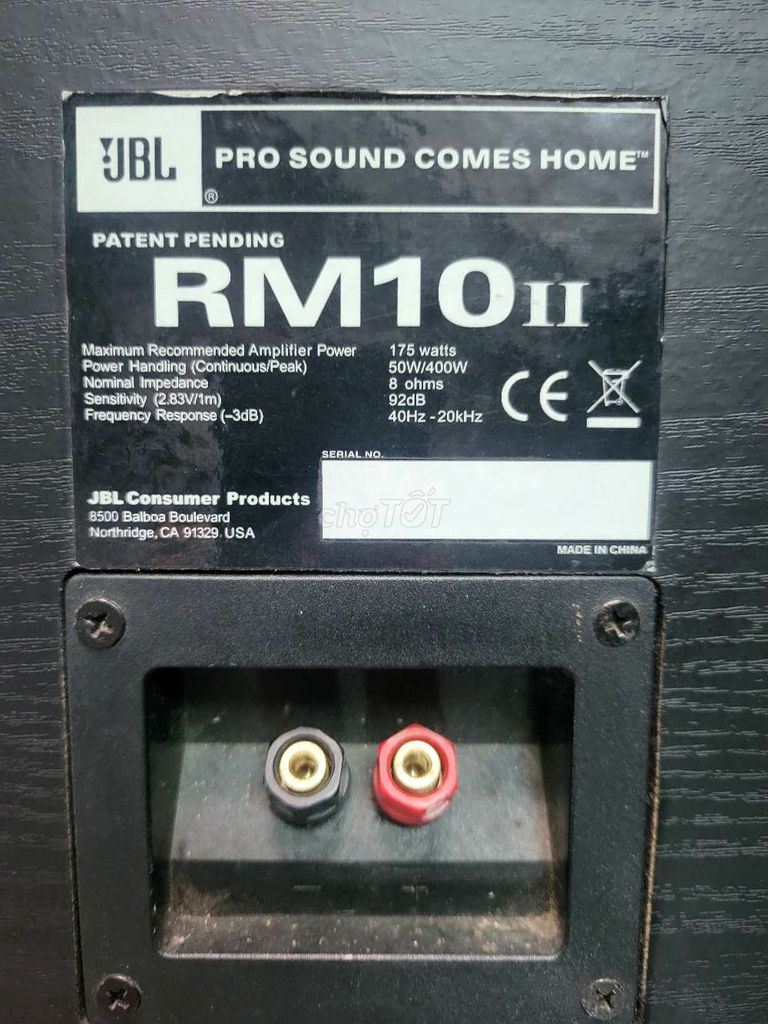 JBL
®
PRO SOUND COMES HOME™
PATENT PENDING
RM10II
Maximum Recommended Amplifier Power 175 watts
Power Handling (Continuous/Peak) 50W/400W
Nominal Impedance 8 ohms
Sensitivity (2.83V/1m) 92dB
Frequency Response (–3dB) 40Hz - 20kHz
CE
SERIAL NO.
JBL Consumer Products
8500 Balboa Boulevard
Northridge, CA 91329 USA
chợTỐT
MADE IN CHINA
− +